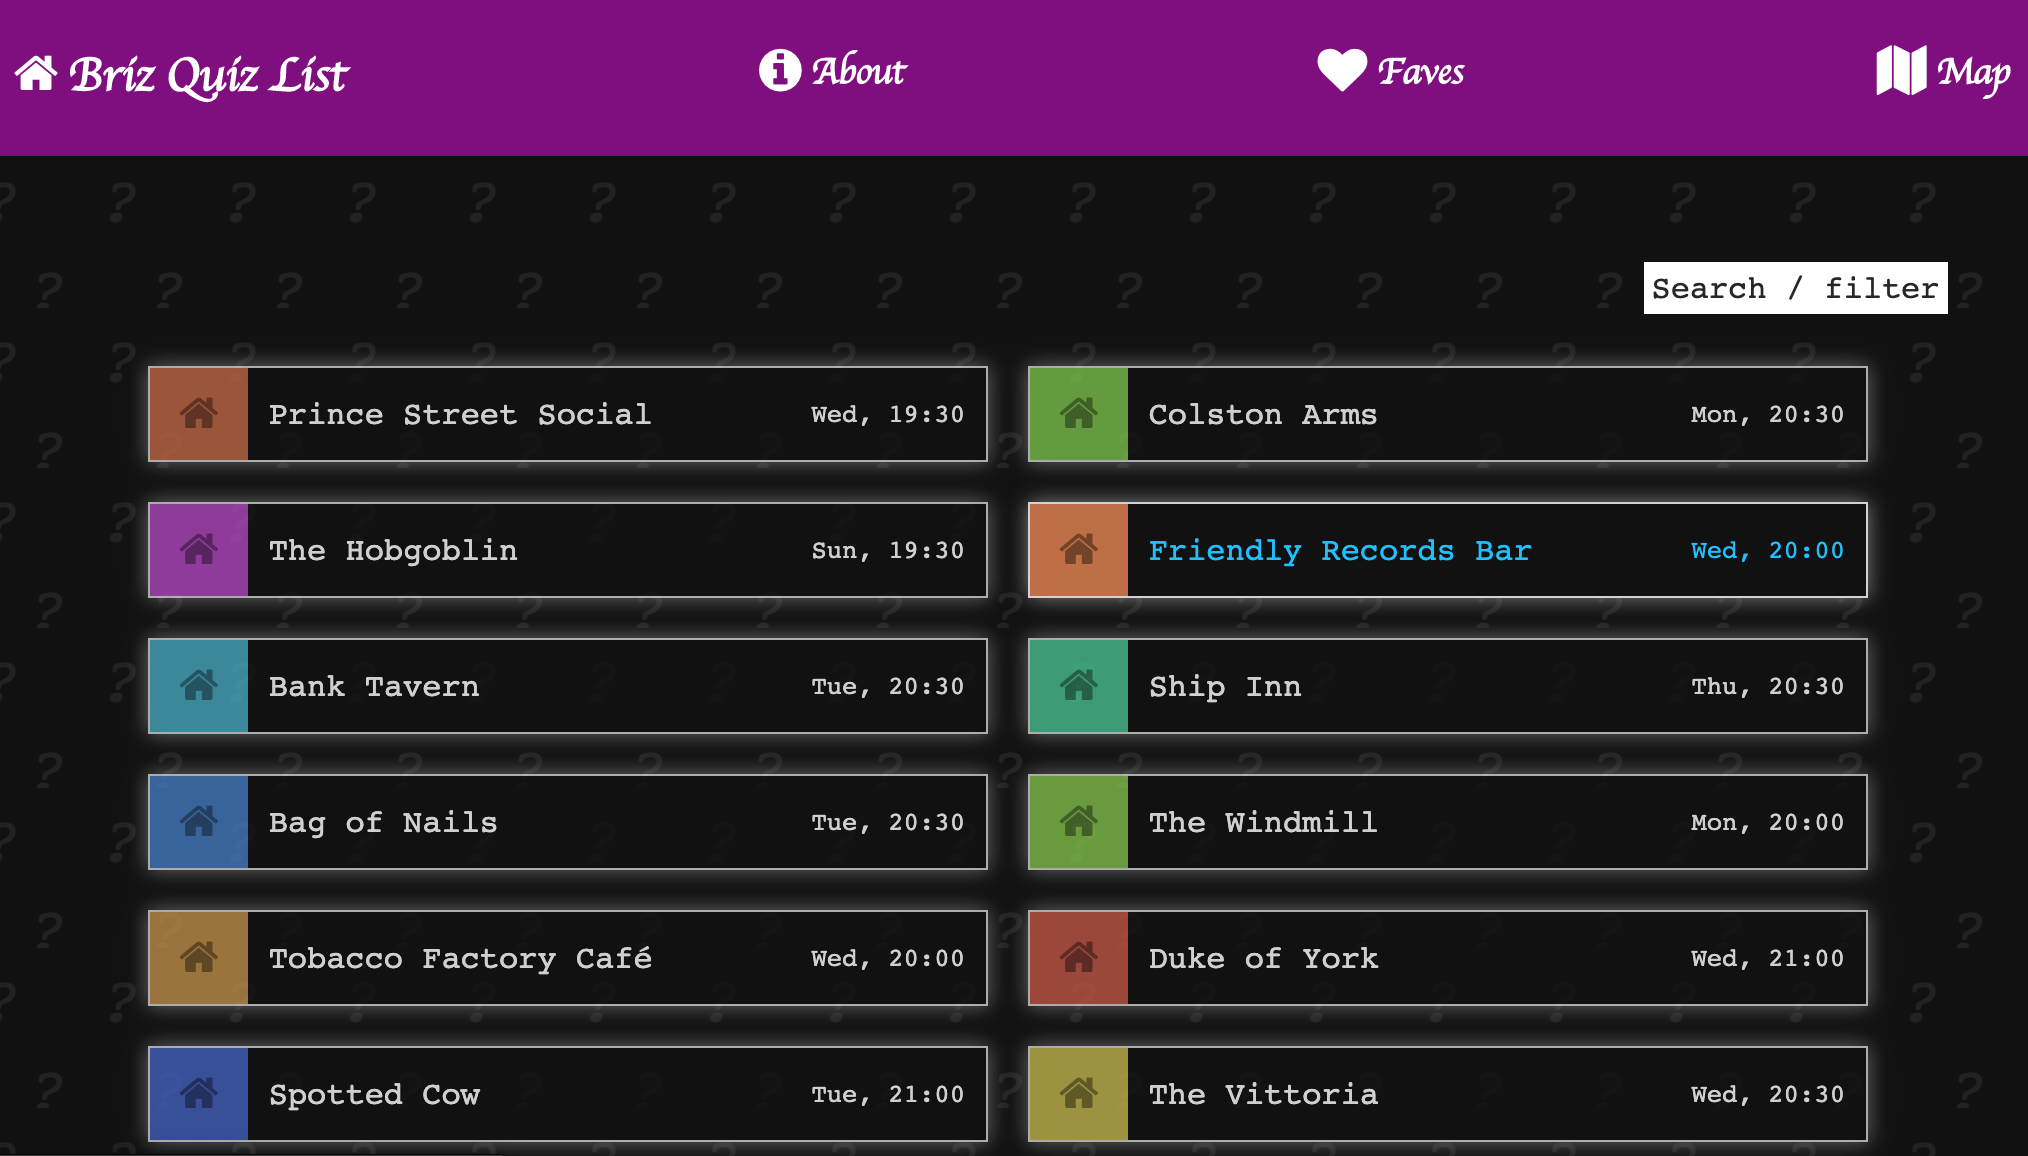 Briz Quiz List About Faves Map
Search / filter
Prince Street Social Wed, 19:30
Colston Arms Mon, 20:30
The Hobgoblin Sun, 19:30
Friendly Records Bar Wed, 20:00
Bank Tavern Tue, 20:30
Ship Inn Thu, 20:30
Bag of Nails Tue, 20:30
The Windmill Mon, 20:00
Tobacco Factory Café Wed, 20:00
Duke of York Wed, 21:00
Spotted Cow Tue, 21:00
The Vittoria Wed, 20:30